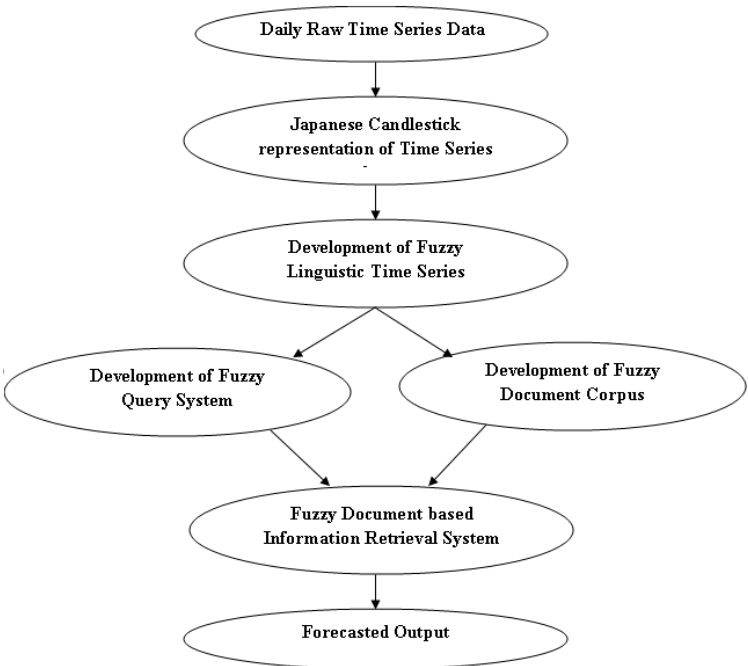 Daily Raw Time Series Data
Japanese Candlestick
representation of Time Series
-
Development of Fuzzy
Linguistic Time Series
Development of Fuzzy
Query System
Development of Fuzzy
Document Corpus
Fuzzy Document based
Information Retrieval System
Forecasted Output